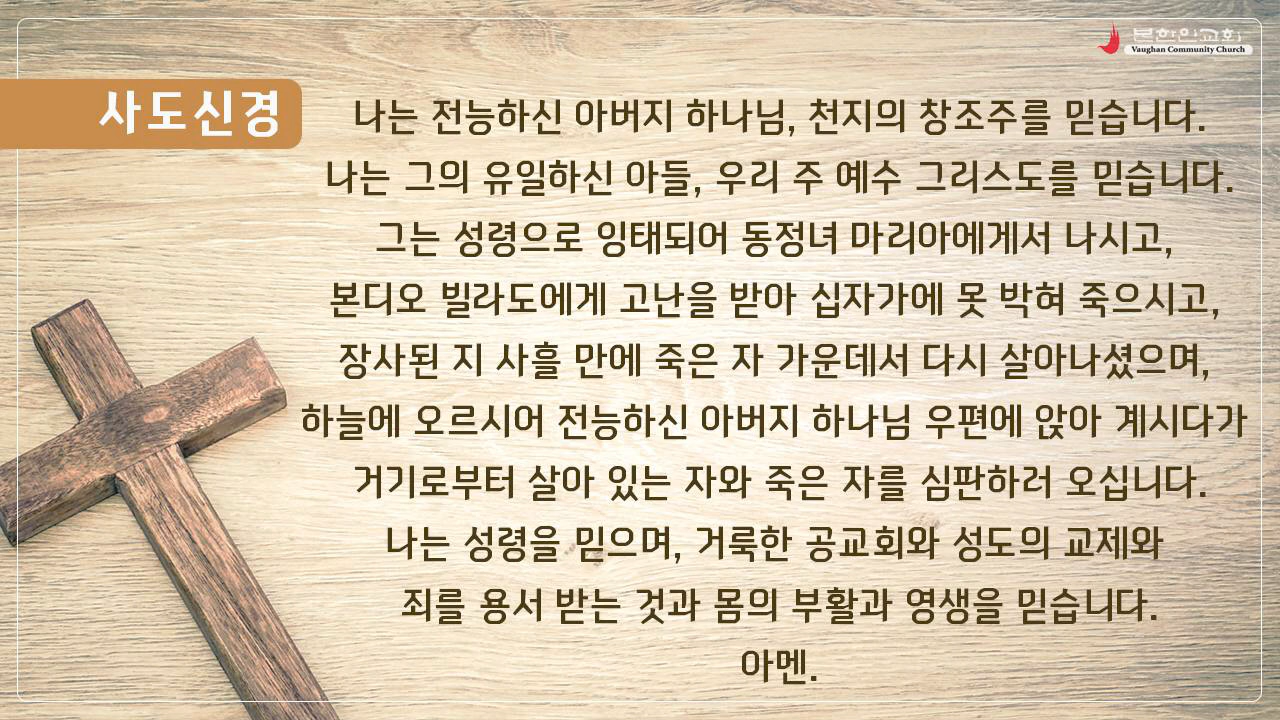 본한인교회
Vaughan Community Church
사도신경
나는 전능하신 아버지 하나님, 천지의 창조주를 믿습니다.
나는 그의 유일하신 아들, 우리 주 예수 그리스도를 믿습니다.
그는 성령으로 잉태되어 동정녀 마리아에게서 나시고,
본디오 빌라도에게 고난을 받아 십자가에 못 박혀 죽으시고,
장사된 지 사흘 만에 죽은 자 가운데서 다시 살아나셨으며,
하늘에 오르시어 전능하신 아버지 하나님 우편에 앉아 계시다가
거기로부터 살아 있는 자와 죽은 자를 심판하러 오십니다.
나는 성령을 믿으며, 거룩한 공교회와 성도의 교제와
죄를 용서 받는 것과 몸의 부활과 영생을 믿습니다.
아멘.